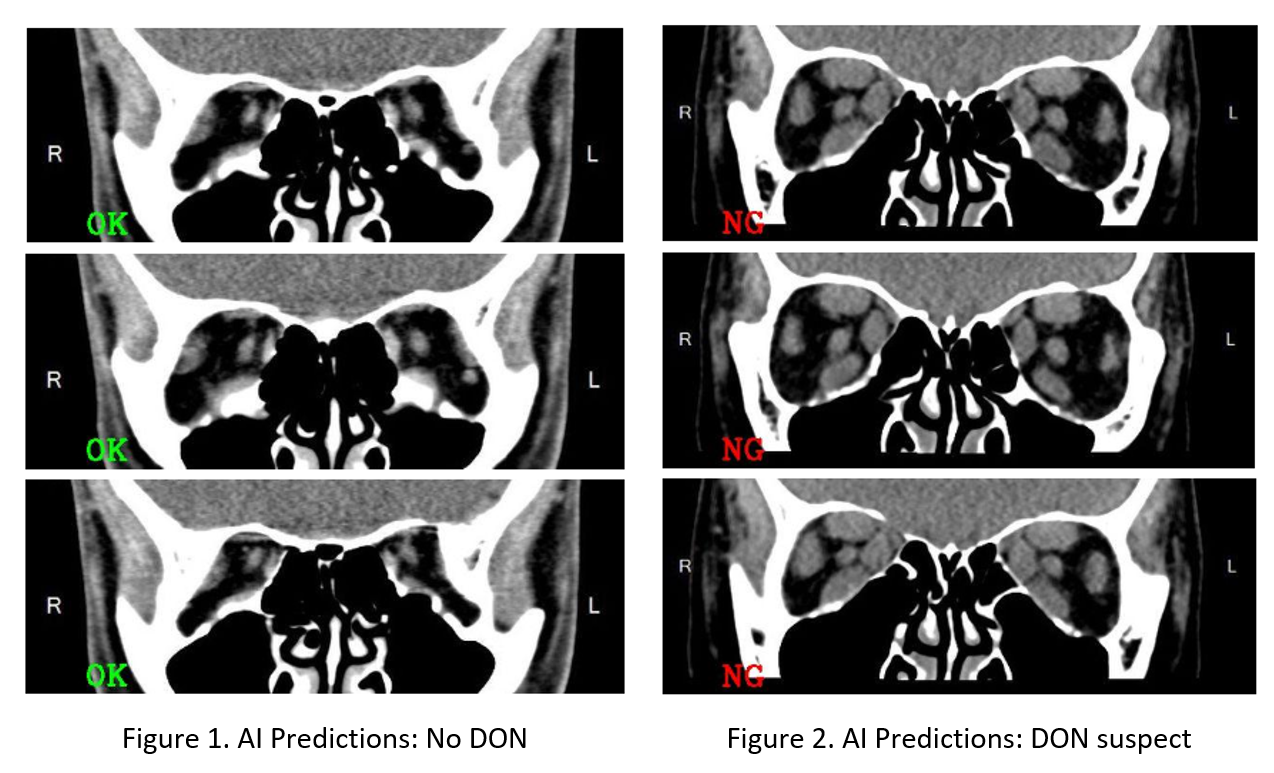 R
L
OK
R
L
OK
R
L
OK
Figure 1. AI Predictions: No DON
R
L
NG
R
L
NG
R
L
NG
Figure 2. AI Predictions: DON suspect